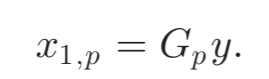 x_{1,p} = G_p y.